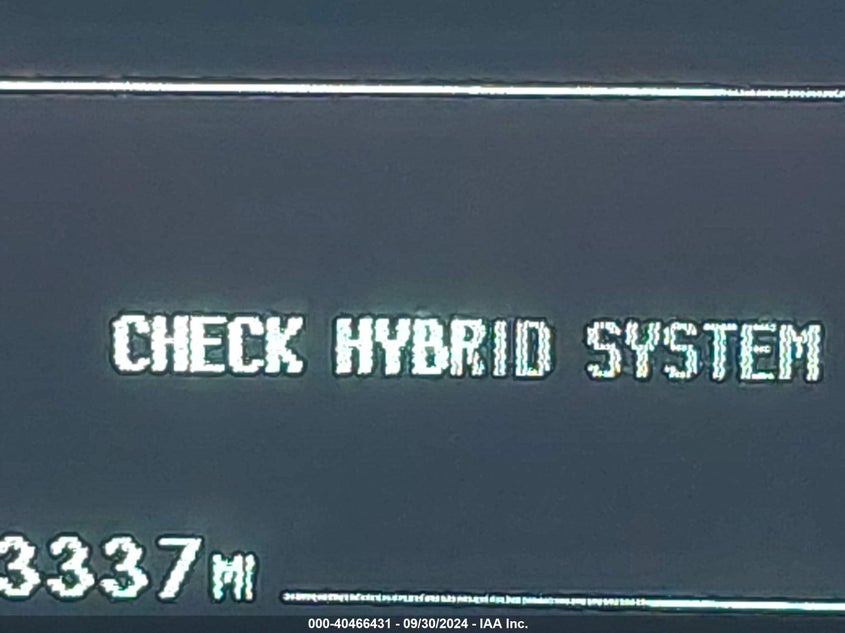 CHECK HYBRID SYSTEM
3337 MI
000-40466431 - 09/30/2024 - IAA Inc.